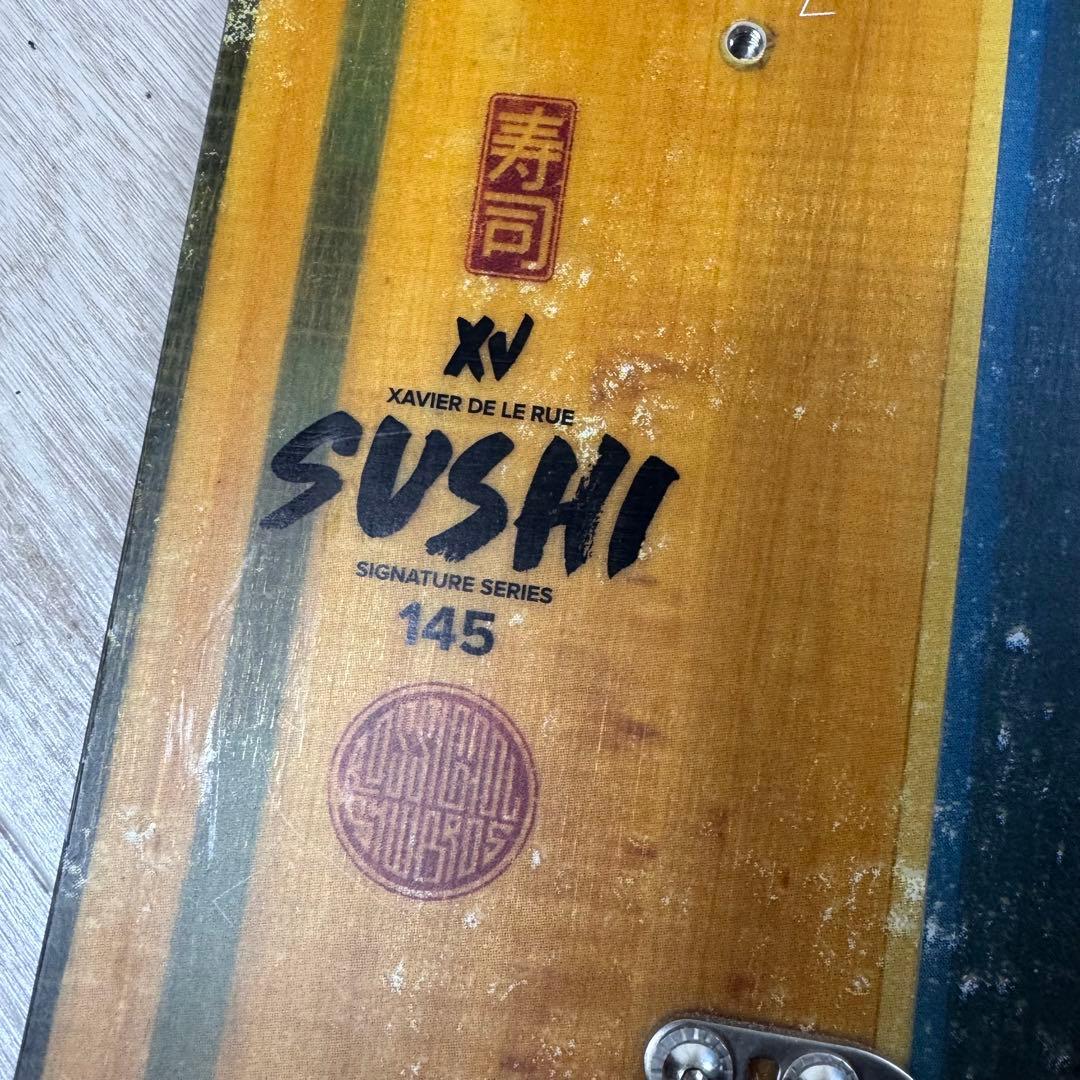 寿司
XV
XAVIER DE LE RUE
SUSHI
SIGNATURE SERIES
145